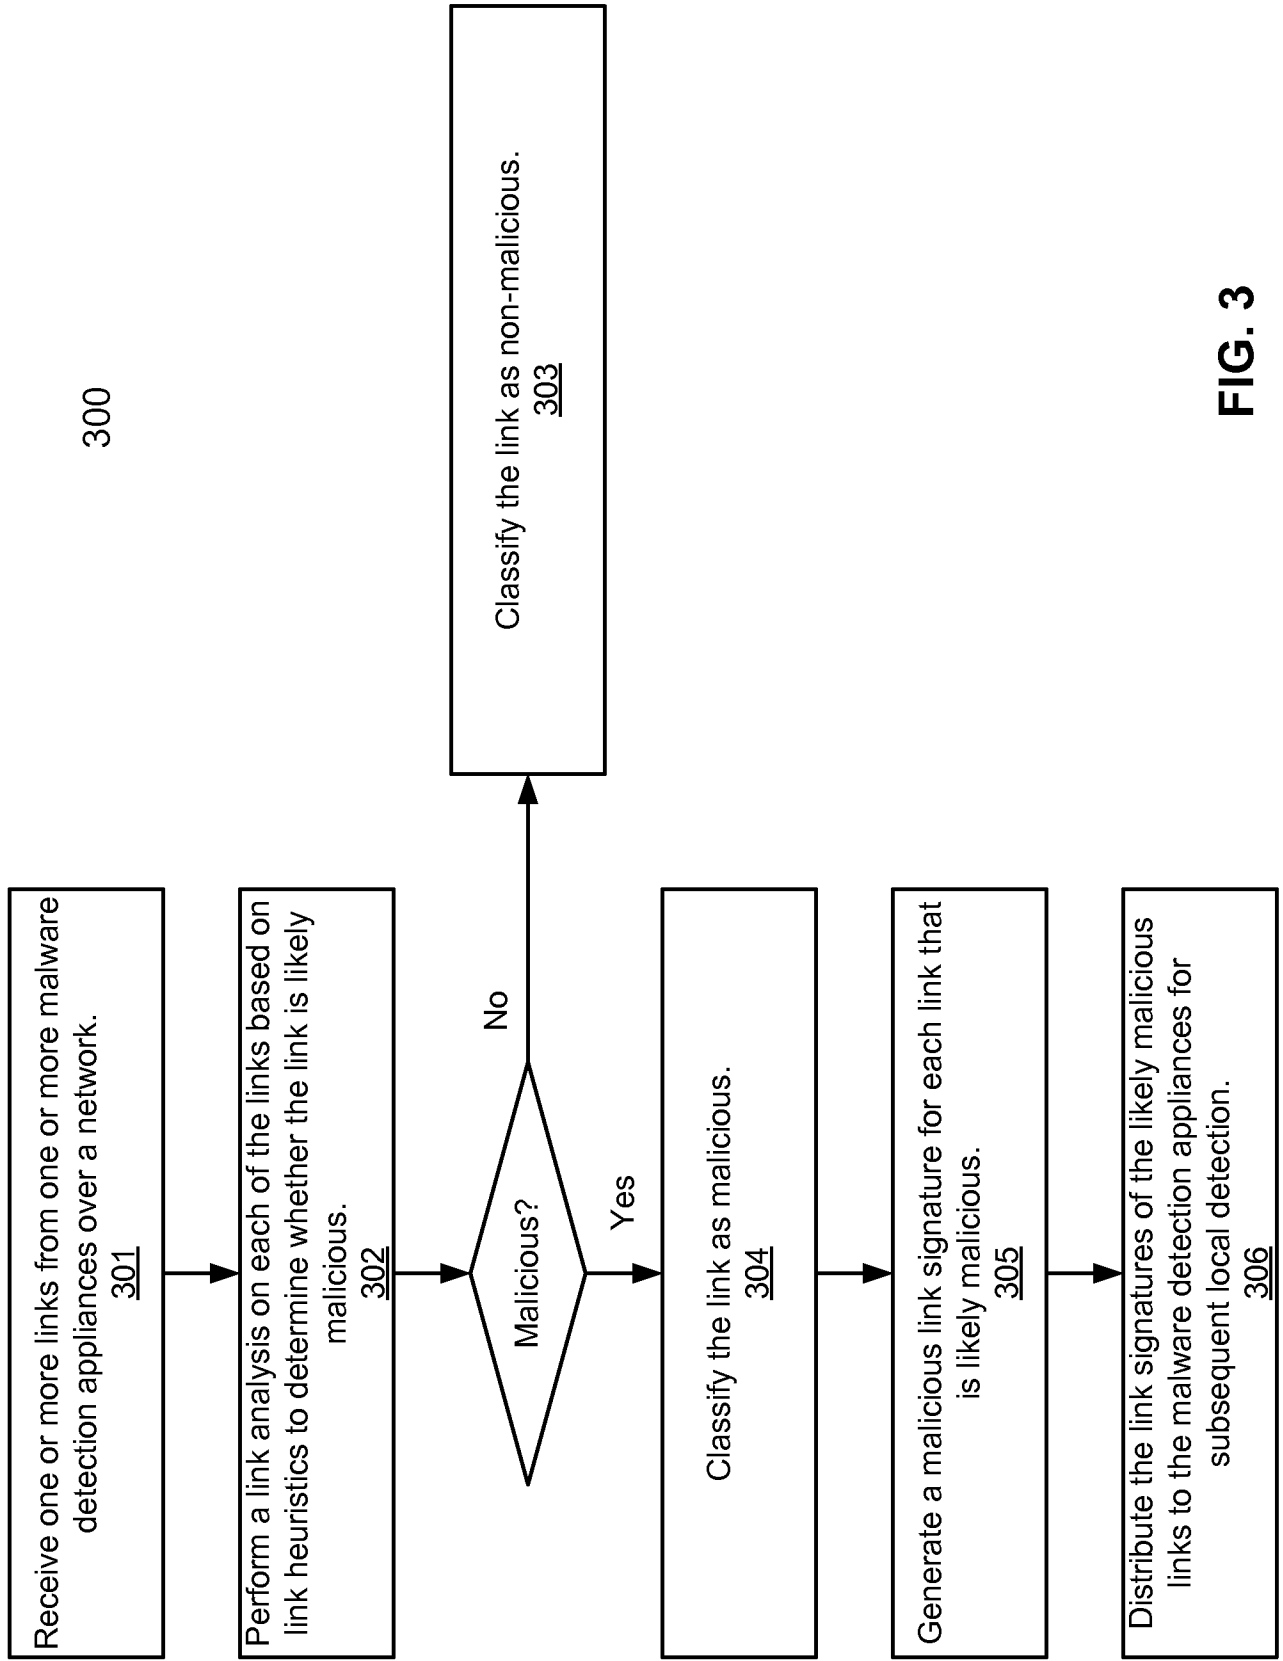 300
Receive one or more links from one or more malware
detection appliances over a network.
301
Perform a link analysis on each of the links based on
link heuristics to determine whether the link is likely
malicious.
302
Malicious?
No
Classify the link as non-malicious.
303
Yes
Classify the link as malicious.
304
Generate a malicious link signature for each link that
is likely malicious.
305
Distribute the link signatures of the likely malicious
links to the malware detection appliances for
subsequent local detection.
306
FIG. 3